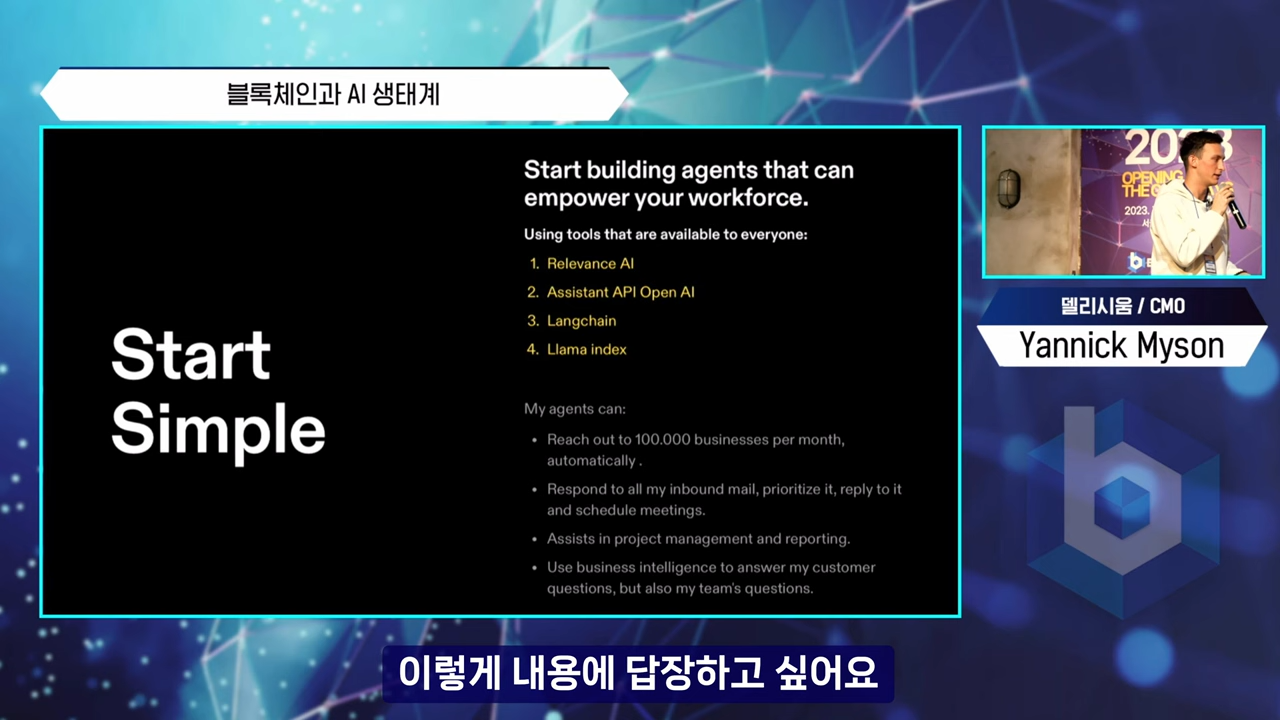 블록체인과 AI 생태계
Start
Simple
Start building agents that can
empower your workforce.
Using tools that are available to everyone:
1. Relevance AI
2. Assistant API Open AI
3. Langchain
4. Llama index
My agents can:
• Reach out to 100.000 businesses per month,
automatically .
• Respond to all my inbound mail, prioritize it, reply to it
and schedule meetings.
• Assists in project management and reporting.
• Use business intelligence to answer my customer
questions, but also my team's questions.
OPENING
2023.
델리시움 / CMO
Yannick Myson
이렇게 내용에 답장하고 싶어요